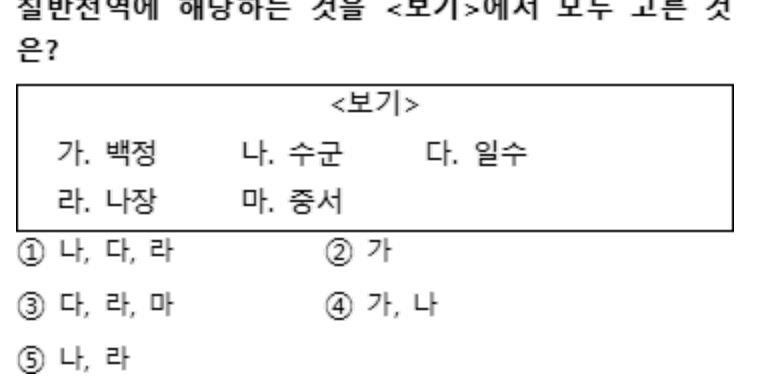 칠반천역에 해당하는 것을 <보기>에서 모두 고른 것
은?
<보기>
가. 백정 나. 수군 다. 일수
라. 나장 마. 증서
① 나, 다, 라 ② 가
③ 다, 라, 마 ④ 가, 나
⑤ 나, 라